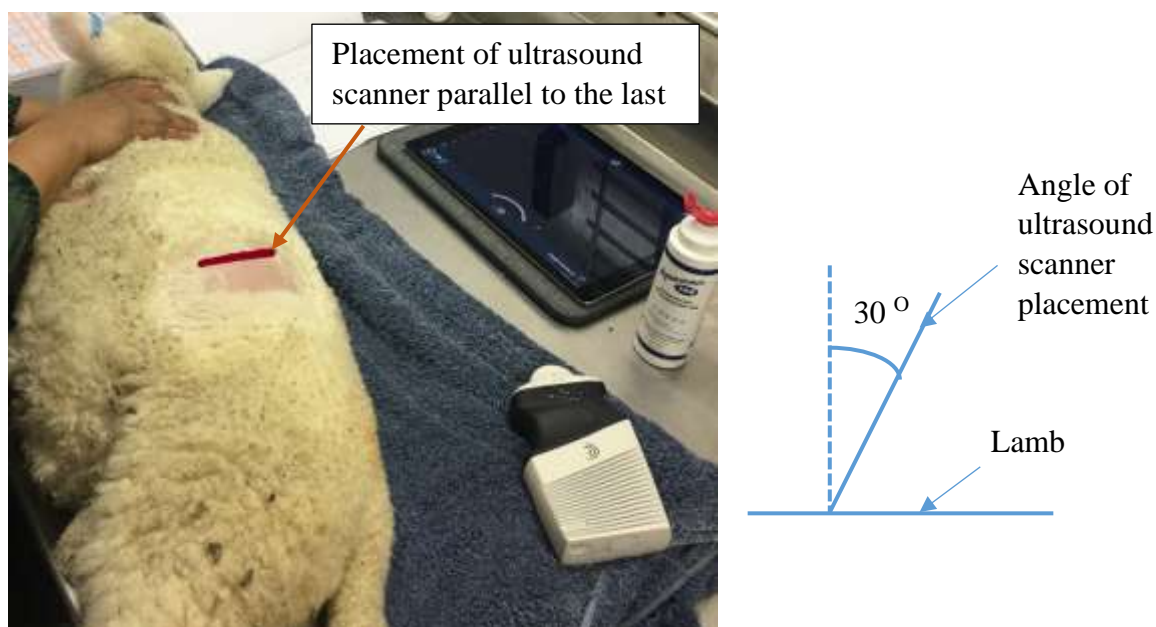 Placement of ultrasound
scanner parallel to the last
Angle of
ultrasound
scanner
placement
30 O
Lamb